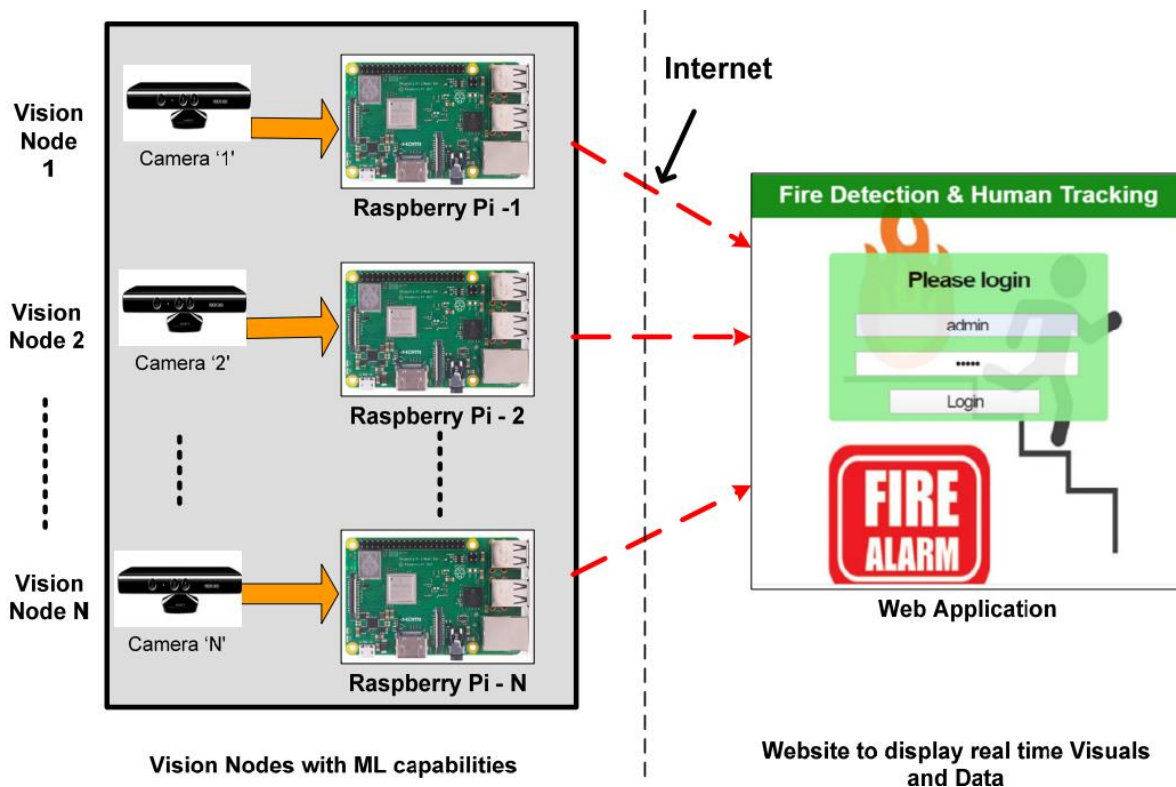 Vision
Node
1
Camera '1'
Raspberry Pi -1
Internet
Vision
Node 2
Camera '2'
Raspberry Pi - 2
Vision
Node N
Camera 'N'
Raspberry Pi - N
Vision Nodes with ML capabilities
Fire Detection & Human Tracking
Please login
admin
•••••
Login
FIRE
ALARM
Web Application
Website to display real time Visuals
and Data